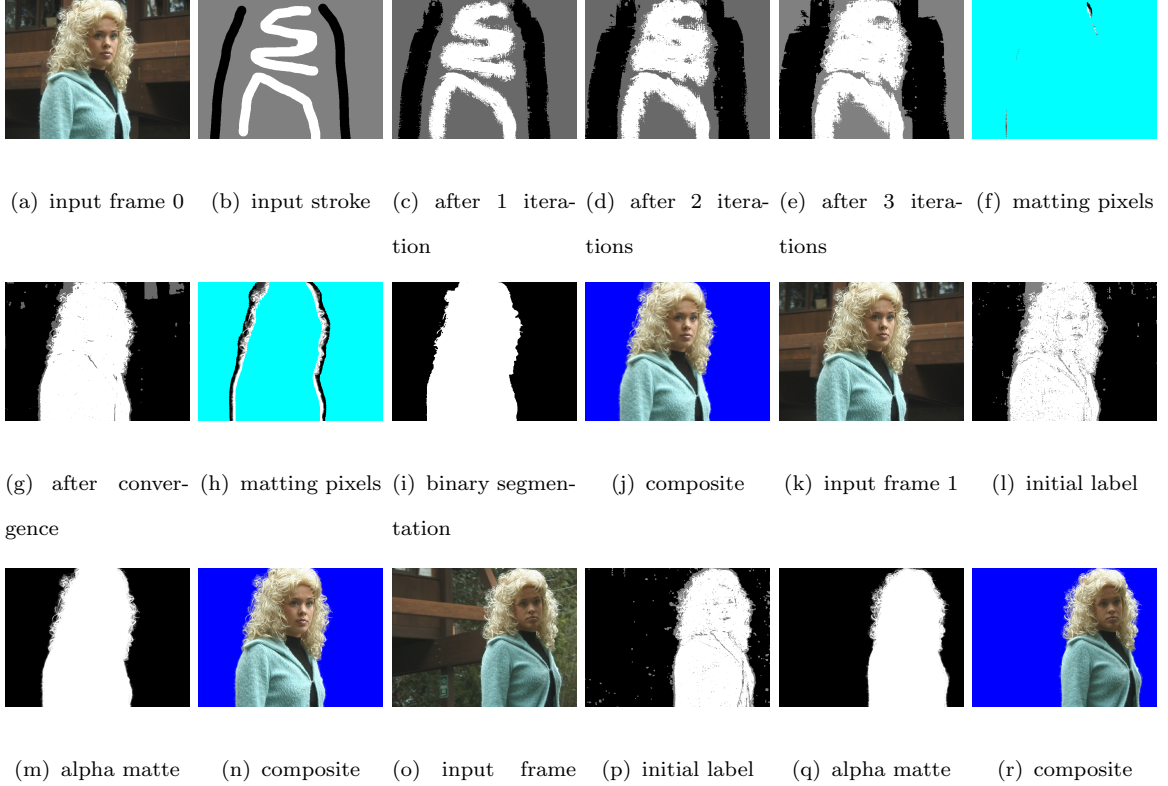 (a) input frame 0
(b) input stroke
(c) after 1 itera-
tion
(d) after 2 itera-
tions
(e) after 3 itera-
tions
(f) matting pixels
(g) after conver-
gence
(h) matting pixels
(i) binary segmen-
tation
(j) composite
(k) input frame 1
(l) initial label
(m) alpha matte
(n) composite
(o) input frame
(p) initial label
(q) alpha matte
(r) composite